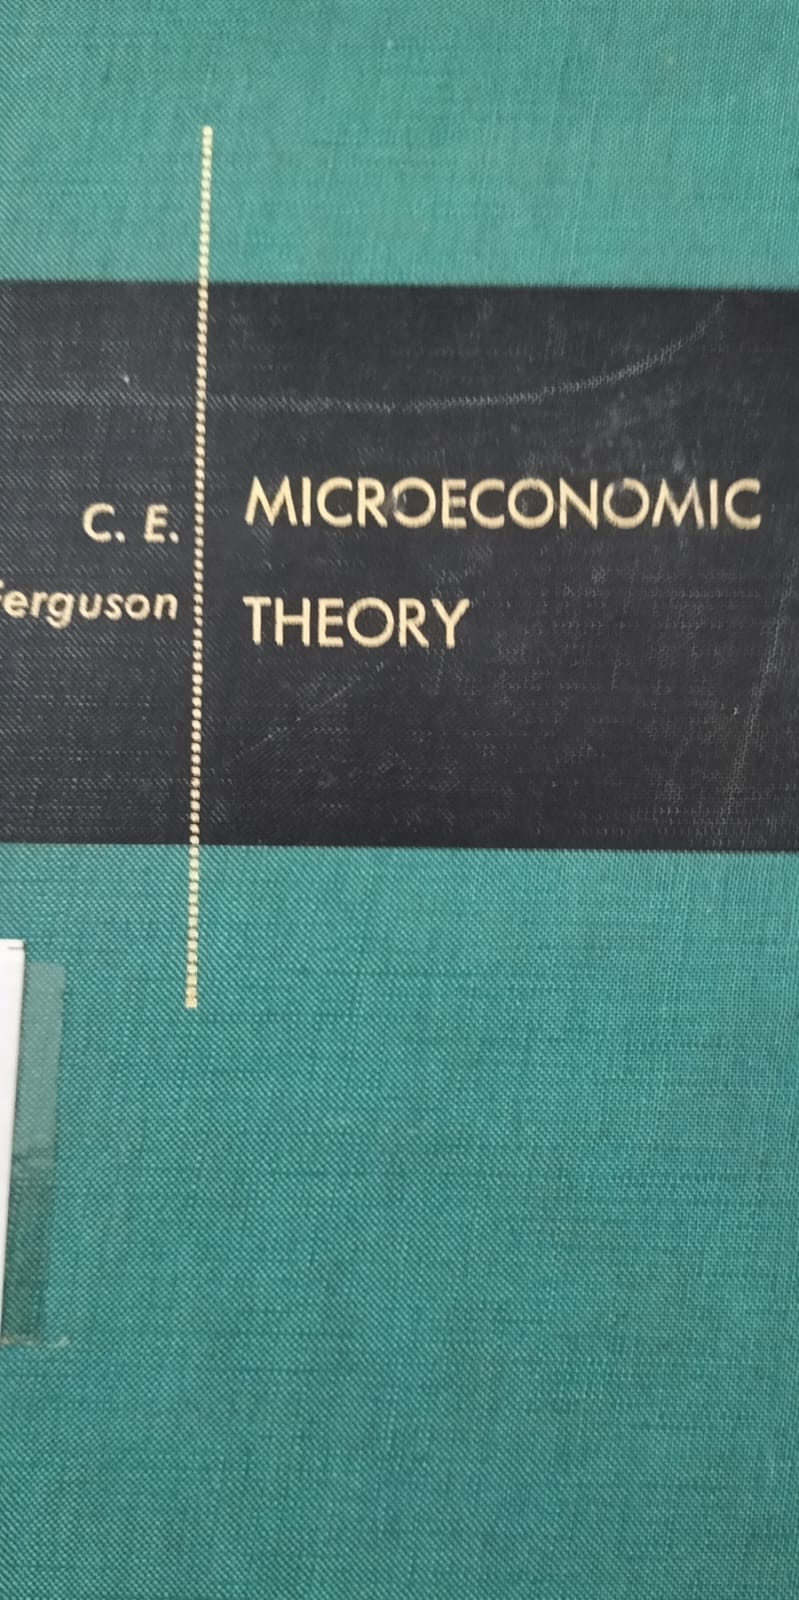 C. E.
Ferguson
MICROECONOMIC
THEORY